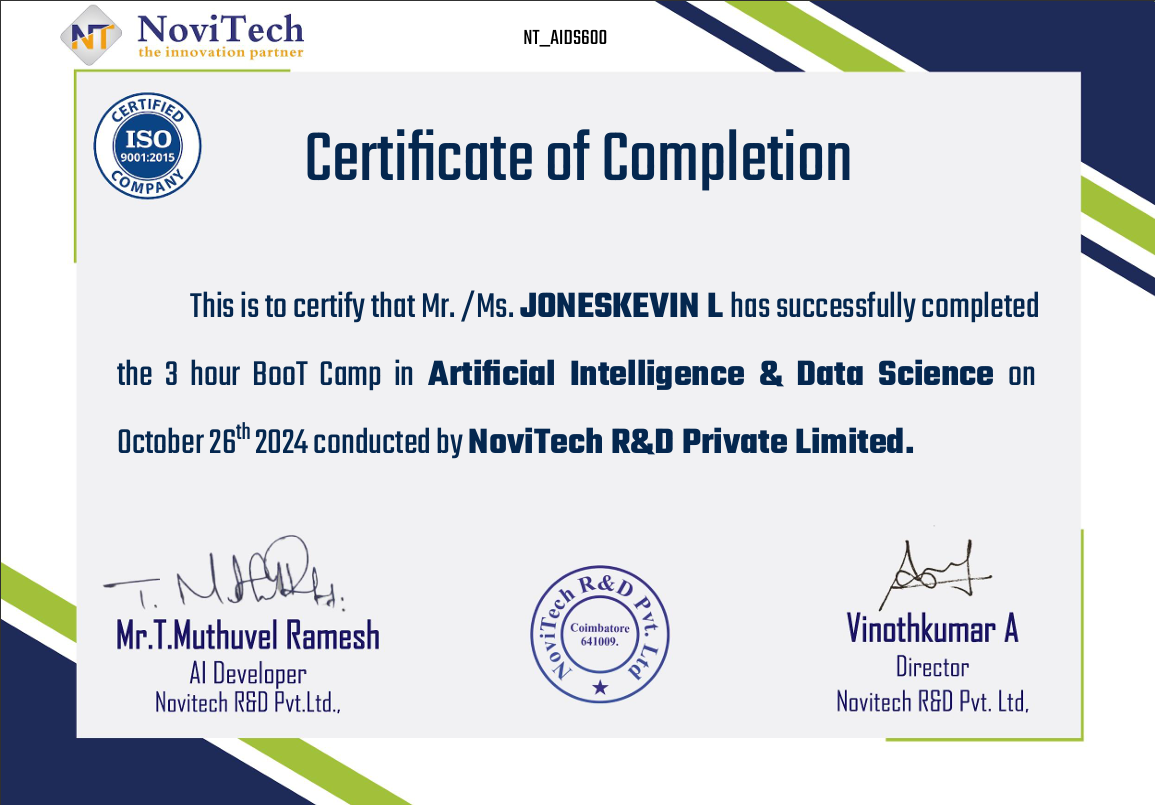 NT
NoviTech
the innovation partner
NT_AIDS600
CERTIFIED
ISO
9001:2015
COMPANY
Certificate of Completion
This is to certify that Mr. /Ms. JONESKEVIN L has successfully completed
the 3 hour BooT Camp in Artificial Intelligence & Data Science on
October 26th 2024 conducted by NoviTech R&D Private Limited.
Mr.T.Muthuvel Ramesh
AI Developer
Novitech R&D Pvt.Ltd.,
NoviTech R&D Pvt. Ltd
Coimbatore
641009.
Vinothkumar A
Director
Novitech R&D Pvt. Ltd,